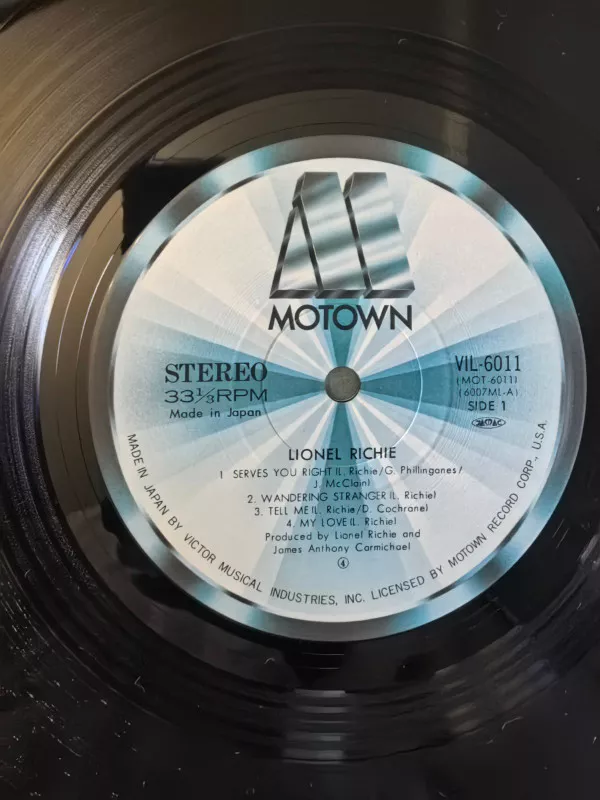 MOTOWN
STEREO
33⅓RPM
Made in Japan
VIL-6011
(MOT-6011)
(6007ML-A)
SIDE 1
LIONEL RICHIE
1 SERVES YOU RIGHT(L. Richie/G. Phillinganes/
J. McClain)
2. WANDERING STRANGER(L. Richie)
3. TELL ME(L. Richie/D. Cochrane)
4. MY LOVE(L. Richie)
Produced by Lionel Richie and
James Anthony Carmichael
④
MADE IN JAPAN BY VICTOR MUSICAL INDUSTRIES, INC. LICENSED BY MOTOWN RECORD CORP., U.S.A.